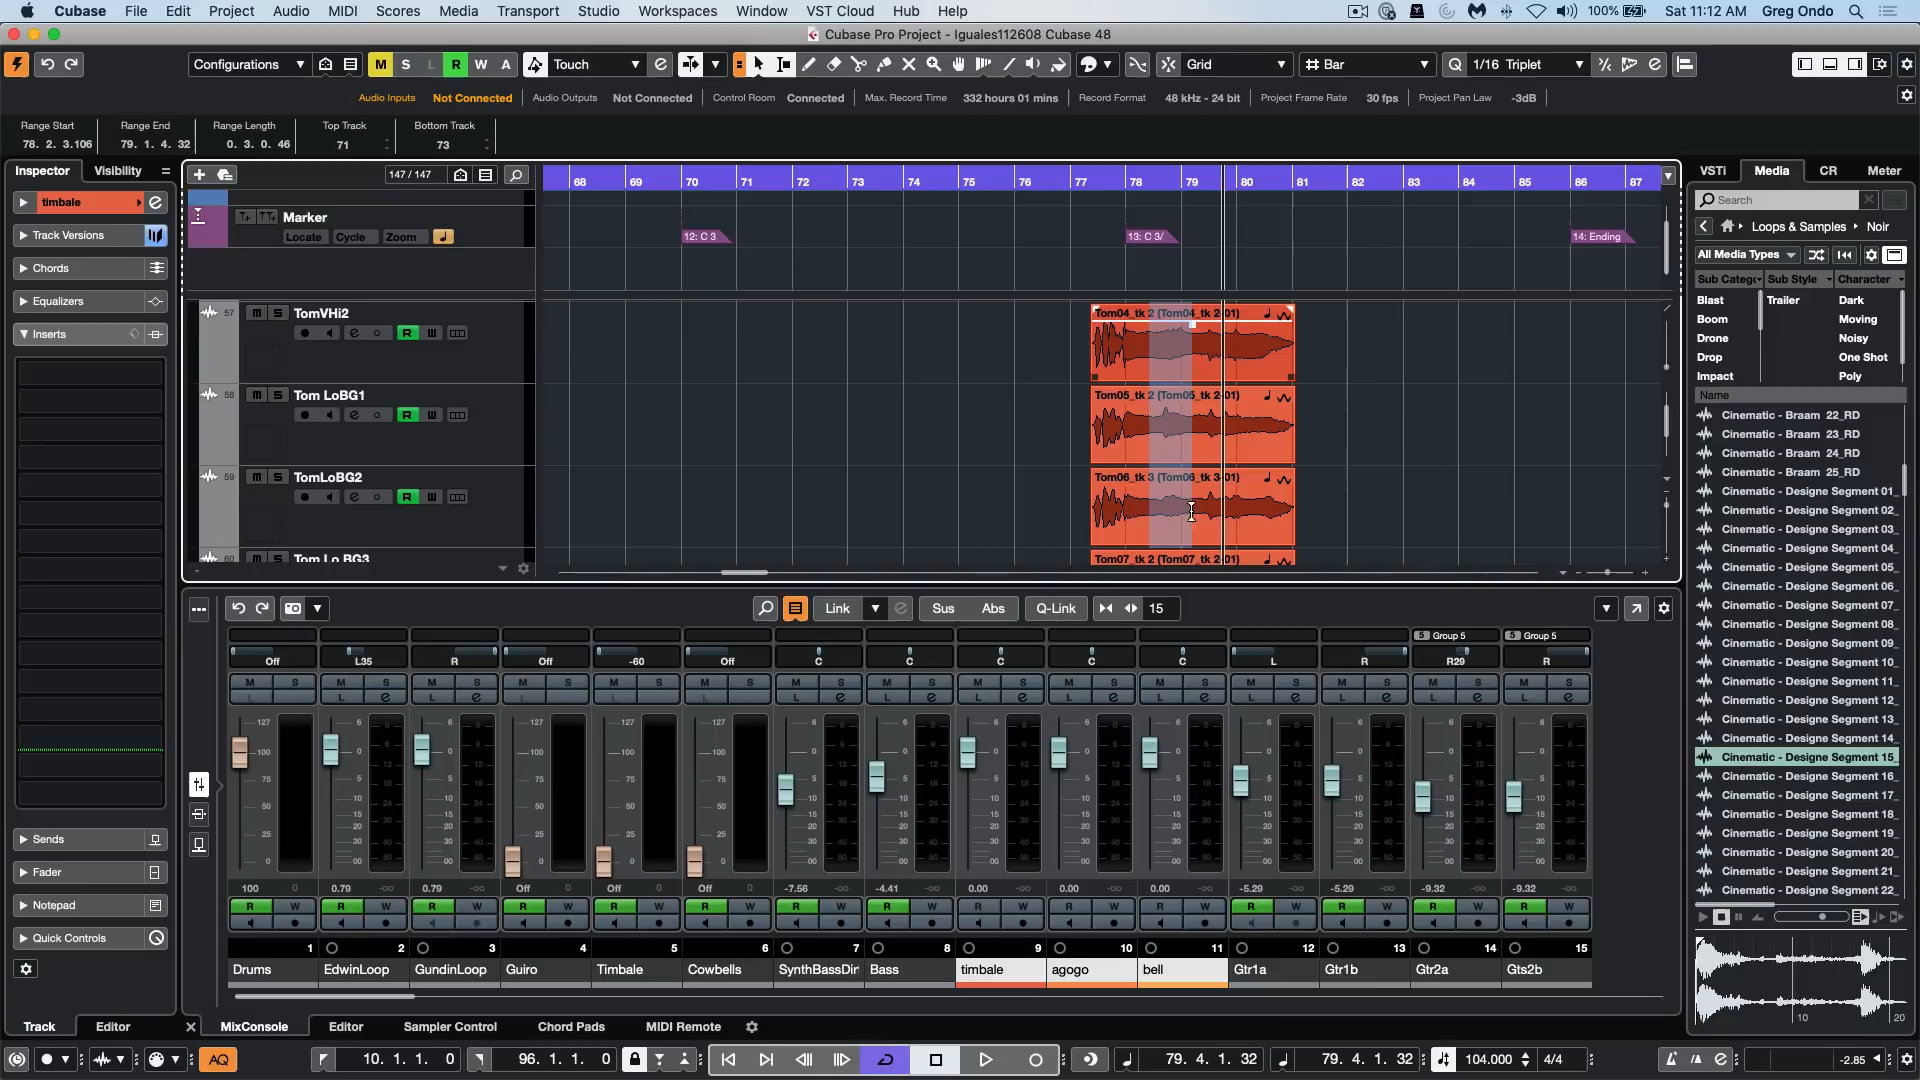 Cubase File Edit Project Audio MIDI Scores Media Transport Studio Workspaces Window VST Cloud Hub Help 100% Sat 11:12 AM Greg Ondo
Cubase Pro Project - Iguales112608 Cubase 48
Configurations M S L R W A Touch Grid Bar Q 1/16 Triplet
Audio Inputs Not Connected Audio Outputs Not Connected Control Room Connected Max. Record Time 332 hours 01 mins Record Format 48 kHz - 24 bit Project Frame Rate 30 fps Project Pan Law -3dB
Range Start Range End Range Length Top Track Bottom Track
78. 2. 3.106 79. 1. 4. 32 0. 3. 0. 46 71 73
Inspector Visibility 147 / 147 VSTi Media CR Meter
68 69 70 71 72 73 74 75 76 77 78 79 80 81 82 83 84 85 86 87
timbale
Track Versions
Chords
Equalizers
Inserts
Marker
Locate Cycle Zoom
12: C 3 13: C 3/ 14: Ending
57 m S TomVHi2
R
Tom04_tk 2 (Tom04_tk 2-01)
58 m S Tom LoBG1
R
Tom05_tk 2 (Tom05_tk 2-01)
59 m S TomLoBG2
R
Tom06_tk 3 (Tom06_tk 3-01)
60 m S Tom Lo BG3
Tom07_tk 2 (Tom07_tk 2-01)
Search
Loops & Samples Noir
All Media Types
Sub Categ Sub Style Character
Blast Trailer Dark
Boom Moving
Drone Noisy
Drop One Shot
Impact Poly
Name
Cinematic - Braam 22_RD
Cinematic - Braam 23_RD
Cinematic - Braam 24_RD
Cinematic - Braam 25_RD
Cinematic - Designe Segment 01_
Cinematic - Designe Segment 02_
Cinematic - Designe Segment 03_
Cinematic - Designe Segment 04_
Cinematic - Designe Segment 05_
Cinematic - Designe Segment 06_
Cinematic - Designe Segment 07_
Cinematic - Designe Segment 08_
Cinematic - Designe Segment 09_
Cinematic - Designe Segment 10_
Cinematic - Designe Segment 11_
Cinematic - Designe Segment 12_
Cinematic - Designe Segment 13_
Cinematic - Designe Segment 14_
Cinematic - Designe Segment 15_
Cinematic - Designe Segment 16_
Cinematic - Designe Segment 17_
Cinematic - Designe Segment 18_
Cinematic - Designe Segment 19_
Cinematic - Designe Segment 20_
Cinematic - Designe Segment 21_
Cinematic - Designe Segment 22_
10 20
Sends
Fader
Notepad
Quick Controls
Link Sus Abs Q-Link 15
5 Group 5 5 Group 5
Off L35 R Off -60 Off C C C C C L R R29 R
100 0 0.79 -oo 0.79 -oo Off 0 Off 0 Off 0 -7.56 -oo -4.41 -oo 0.00 -oo 0.00 -oo 0.00 -oo -5.29 -oo -5.29 -oo -9.32 -oo -9.32 -oo
R W R W R W R W R W R W R W R W R W R W R W R W R W R W R W
1 2 3 4 5 6 7 8 9 10 11 12 13 14 15
Drums EdwinLoop GundinLoop Guiro Timbale Cowbells SynthBassDir Bass timbale agogo bell Gtr1a Gtr1b Gtr2a Gts2b
Track Editor MixConsole Editor Sampler Control Chord Pads MIDI Remote
AQ 10. 1. 1. 0 96. 1. 1. 0 79. 4. 1. 32 79. 4. 1. 32 104.000 4/4 -2.85